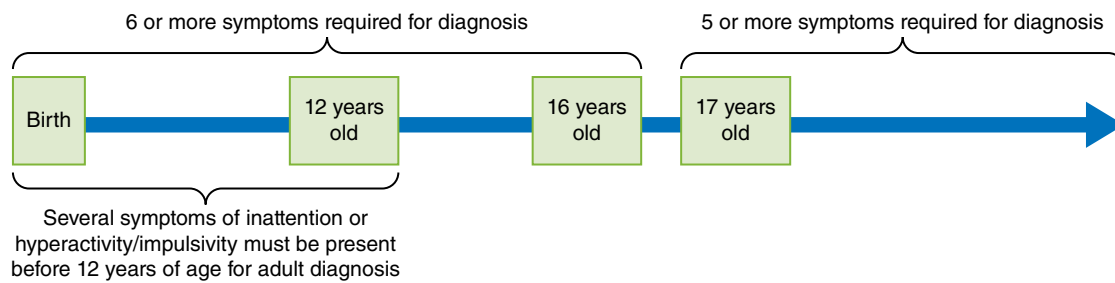 6 or more symptoms required for diagnosis
5 or more symptoms required for diagnosis
Birth
12 years
old
16 years
old
17 years
old
Several symptoms of inattention or
hyperactivity/impulsivity must be present
before 12 years of age for adult diagnosis